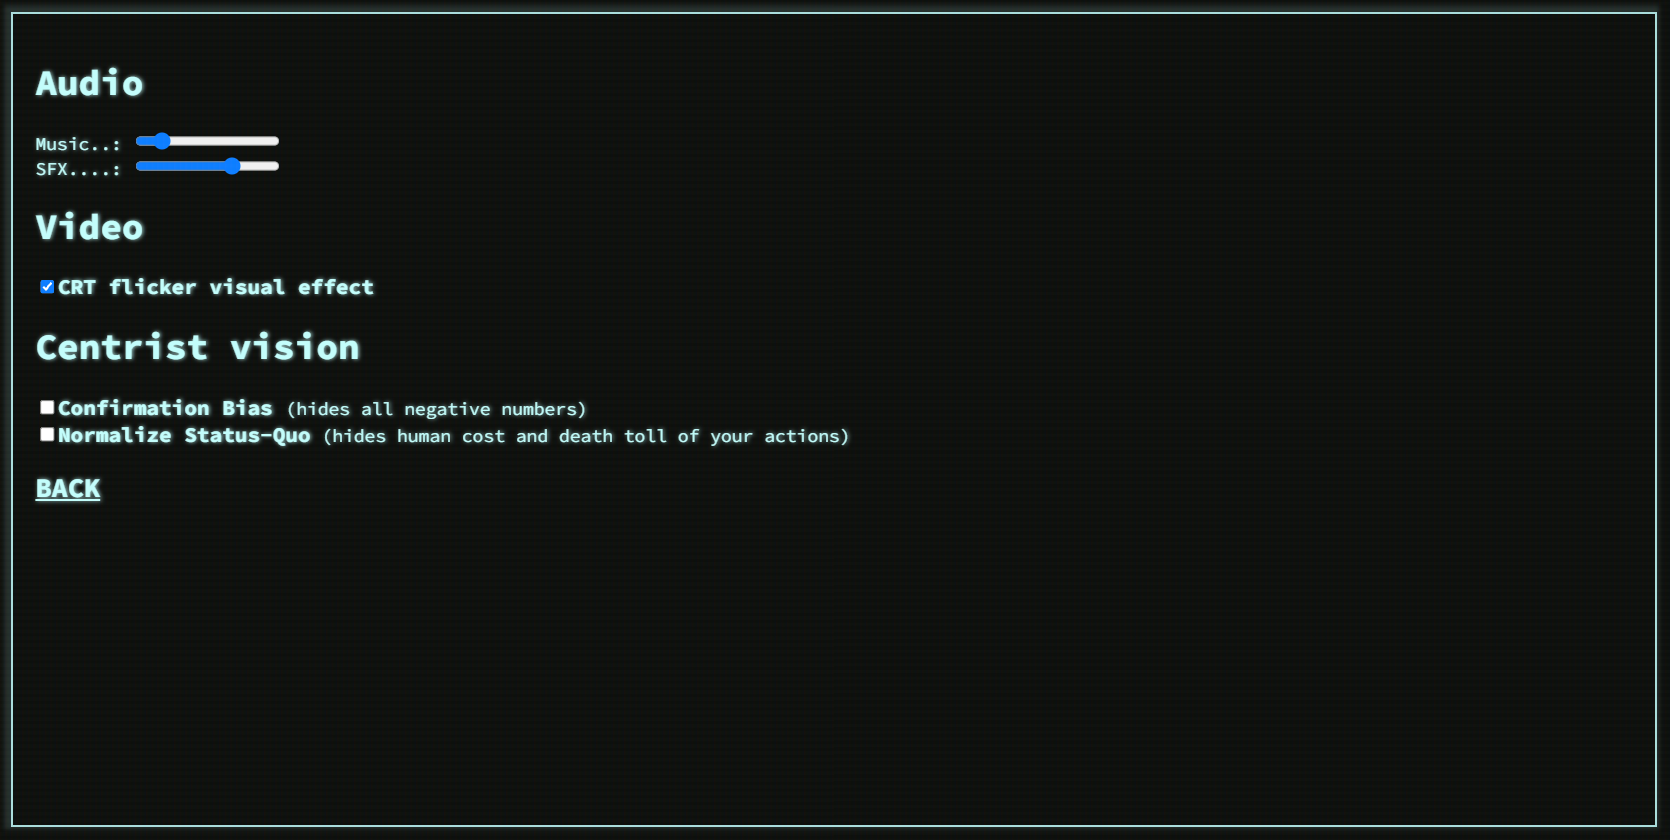 Audio
Music..:
SFX....:
Video
CRT flicker visual effect
Centrist vision
Confirmation Bias (hides all negative numbers)
Normalize Status-Quo (hides human cost and death toll of your actions)
BACK